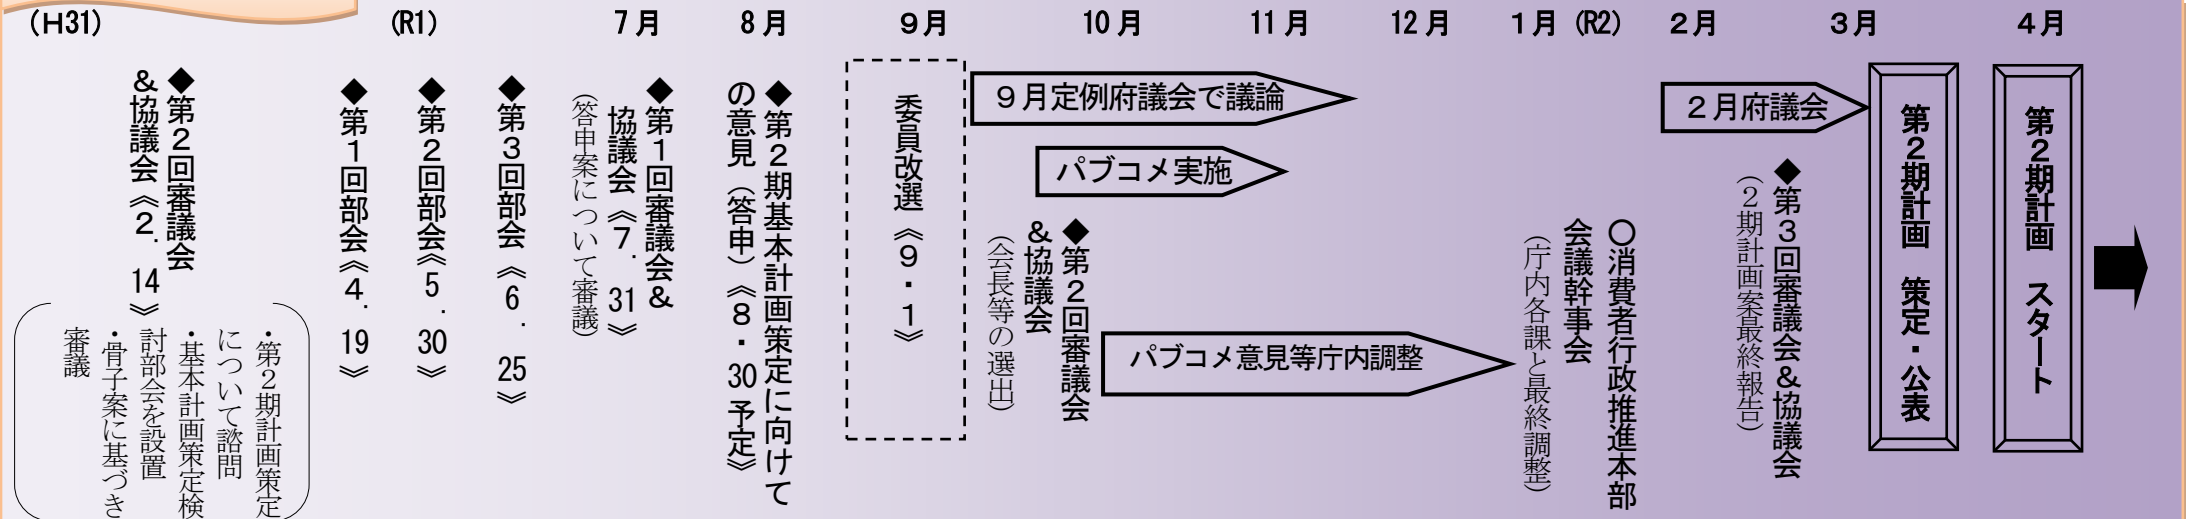 (H31)
(R1)
7月
8月
9月
10月
11月
12月
1月 (R2)
2月
3月
4月
◆第2回審議会
&協議会《2.14》
・第2期計画策定
について諮問
・基本計画策定検
討部会を設置
・骨子案に基づき
審議
◆第1回部会《4.19》
◆第2回部会《5.30》
◆第3回部会《6.25》
◆第1回審議会&
協議会《7.31》
(答申案について審議)
◆第2期基本計画策定に向けて
の意見(答申)《8・30予定》
委員改選《9・1》
9月定例府議会で議論
パブコメ実施
◆第2回審議会
&協議会
(会長等の選出)
パブコメ意見等庁内調整
○消費者行政推進本部
会議幹事会
(庁内各課と最終調整)
2月府議会
◆第3回審議会&協議会
(2期計画案最終報告)
第2期計画 策定・公表
第2期計画 スタート